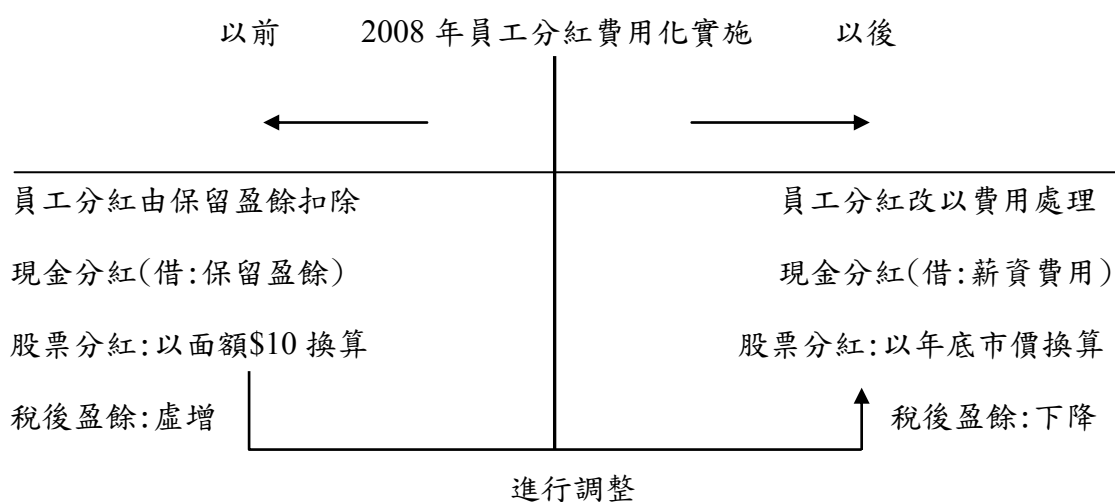 以前 2008 年員工分紅費用化實施 以後
員工分紅由保留盈餘扣除 員工分紅改以費用處理
現金分紅(借:保留盈餘) 現金分紅(借:薪資費用)
股票分紅:以面額$10 換算 股票分紅:以年底市價換算
稅後盈餘:虛增 稅後盈餘:下降
進行調整